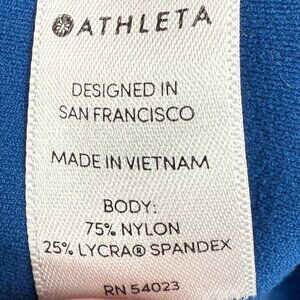 ATHLETA
DESIGNED IN
SAN FRANCISCO
MADE IN VIETNAM
BODY:
75% NYLON
25% LYCRA® SPANDEX
RN 54023